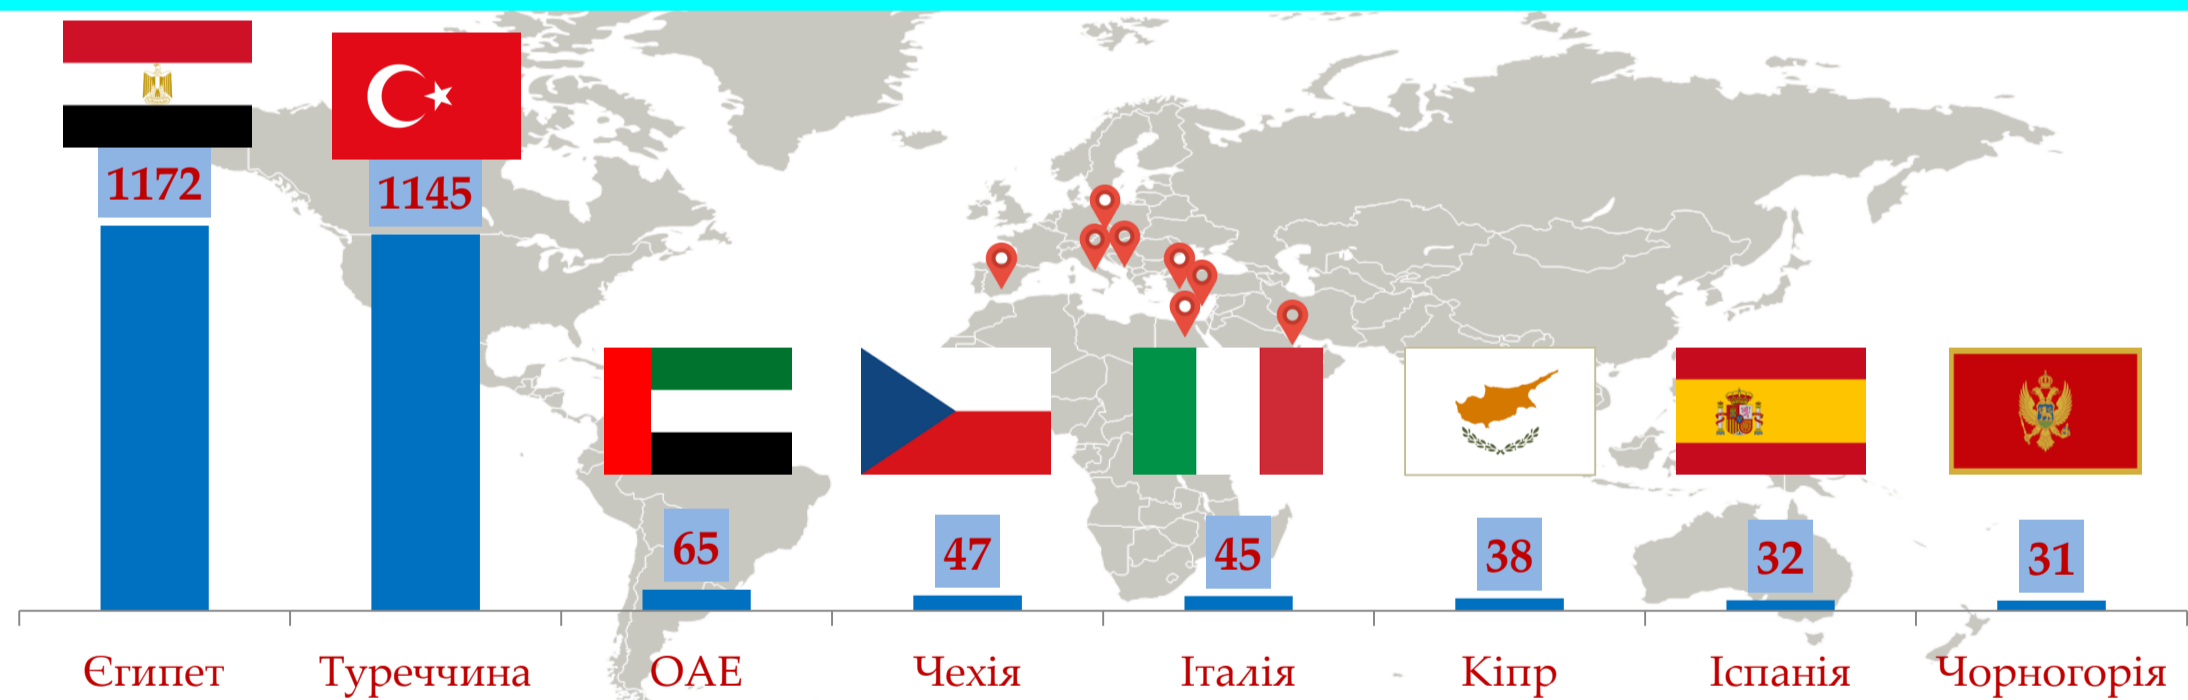 1172
1145
65
47
45
38
32
31
Єгипет
Туреччина
ОАЕ
Чехія
Італія
Кіпр
Іспанія
Чорногорія